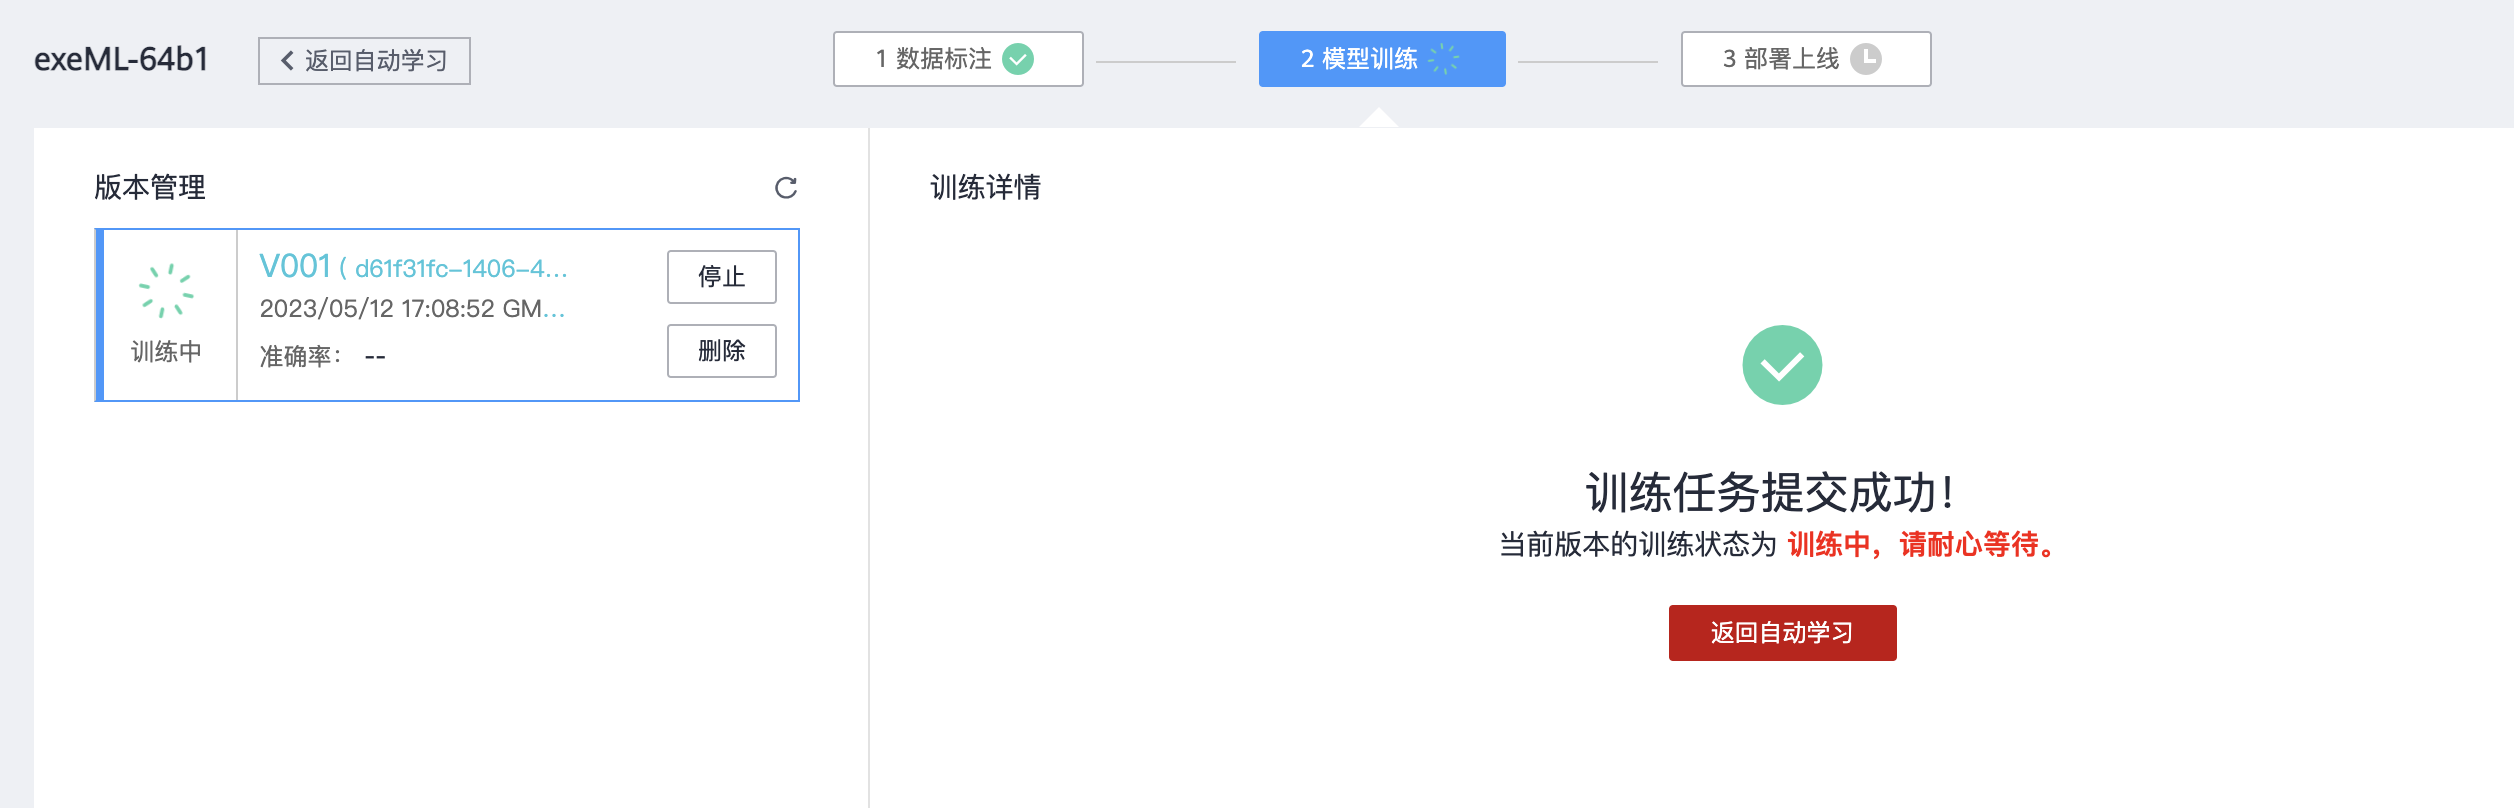 exeML-64b1
返回自动学习
1 数据标注
2 模型训练
3 部署上线
版本管理
训练中
V001 ( d61f31fc-1406-4...
2023/05/12 17:08:52 GM...
准确率： --
停止
删除
训练详情
训练任务提交成功！
当前版本的训练状态为 训练中，请耐心等待。
返回自动学习